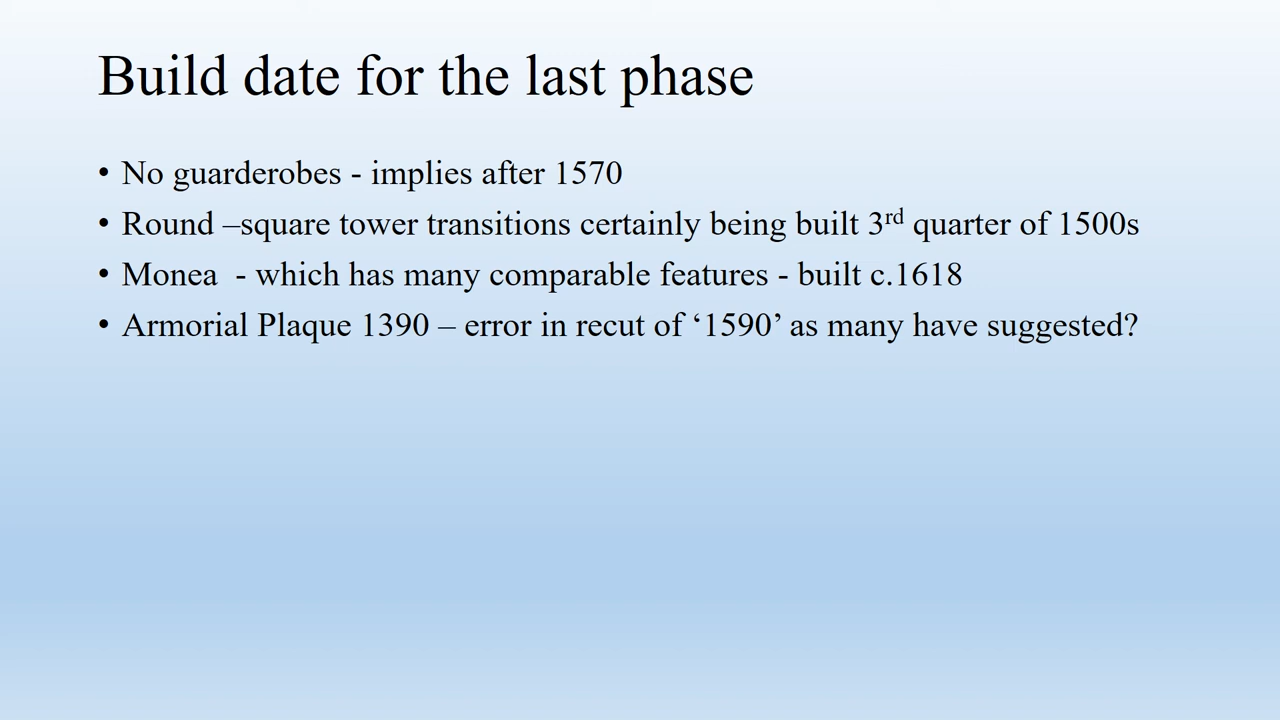 Build date for the last phase
• No guarderobes - implies after 1570
• Round –square tower transitions certainly being built 3rd quarter of 1500s
• Monea  - which has many comparable features - built c.1618
• Armorial Plaque 1390 – error in recut of ‘1590’ as many have suggested?